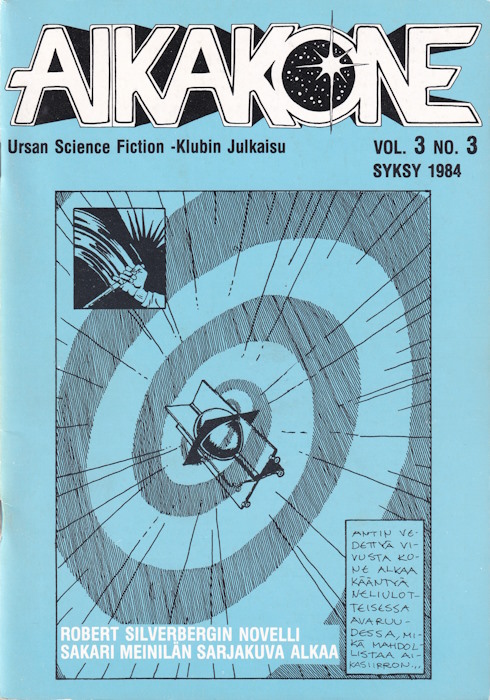 AIKAKONE
Ursan Science Fiction -Klubin Julkaisu
VOL. 3 NO. 3
SYKSY 1984
ANTIN VE-
DETTYÄ VI-
VUSTA KO-
NE ALKAA
KÄÄNTYÄ
NELIULOT-
TEISESSA
AVARUU-
DESSA, MI-
KÄ MAHDOL-
LISTAA AI-
KASIIRRON...
ROBERT SILVERBERGIN NOVELLI
SAKARI MEINILÄN SARJAKUVA ALKAA